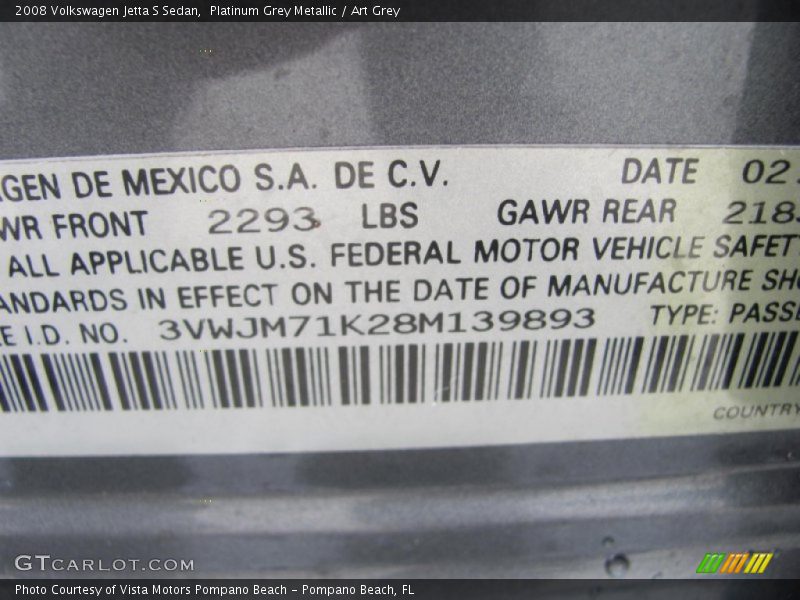 2008 Volkswagen Jetta S Sedan, Platinum Grey Metallic / Art Grey
AGEN DE MEXICO S.A. DE C.V. DATE 02
WR FRONT 2293 LBS GAWR REAR 218
ALL APPLICABLE U.S. FEDERAL MOTOR VEHICLE SAFET
ANDARDS IN EFFECT ON THE DATE OF MANUFACTURE SH
E I.D. NO. 3VWJM71K28M139893 TYPE: PASS
COUNTRY
GTCARLOT.COM
Photo Courtesy of Vista Motors Pompano Beach - Pompano Beach, FL